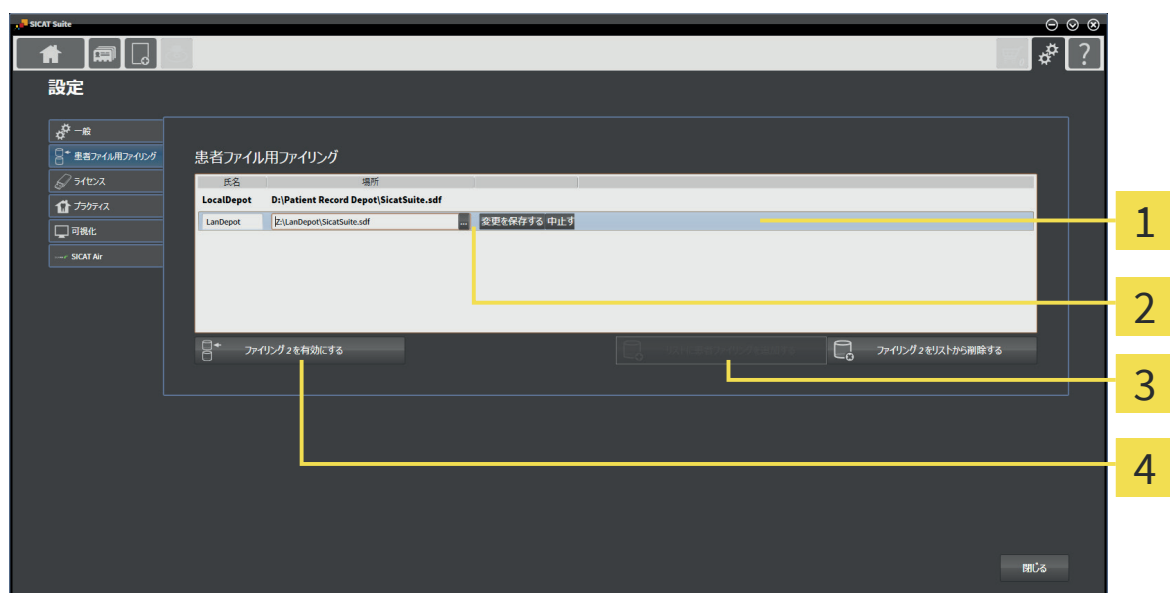 SICAT Suite
?
設定
一般
患者ファイル用ファイリング
ライセンス
プラクティス
可視化
SICAT Air
患者ファイル用ファイリング
氏名 場所
LocalDepot D:\Patient Record Depot\SicatSuite.sdf
LanDepot Z:\LanDepot\SicatSuite.sdf ... 変更を保存する 中止す
ファイリング 2 を有効にする
ファイリング 2 をリストから削除する
閉じる
1
2
3
4